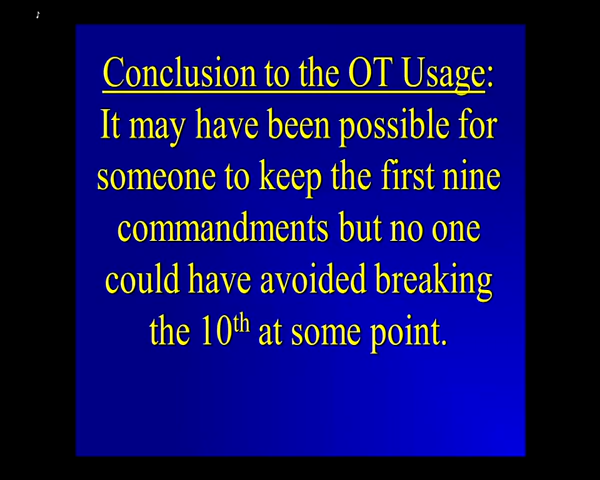 Conclusion to the OT Usage:
It may have been possible for
someone to keep the first nine
commandments but no one
could have avoided breaking
the 10th at some point.